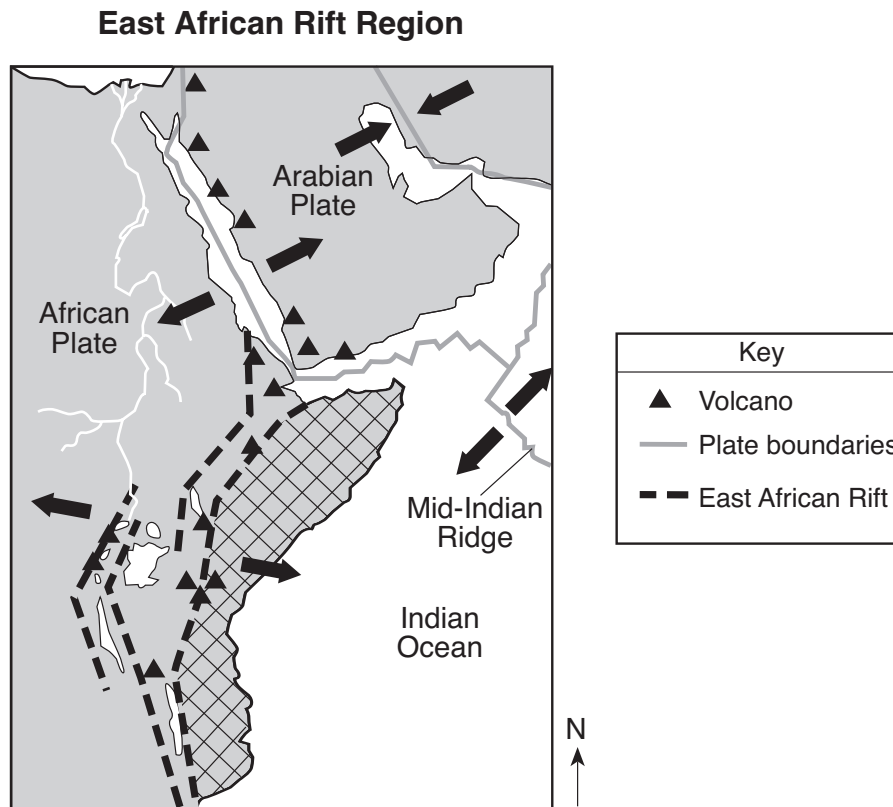 East African Rift Region
Arabian
Plate
African
Plate
Mid-Indian
Ridge
Indian
Ocean
Key
Volcano
Plate boundaries
East African Rift
N